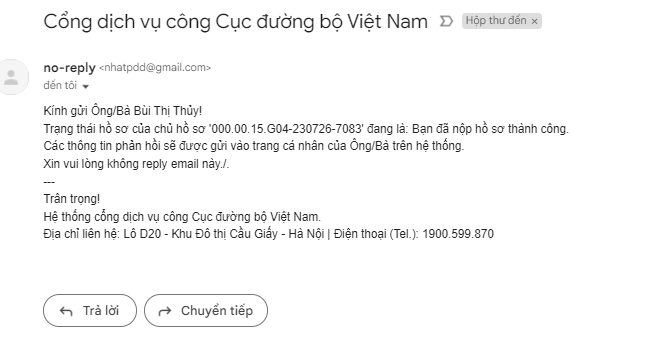 Cổng dịch vụ công Cục đường bộ Việt Nam Hộp thư đến ×
no-reply <nhatpdd@gmail.com>
đến tôi
Kính gửi Ông/Bà Bùi Thị Thủy!
Trạng thái hồ sơ của chủ hồ sơ '000.00.15.G04-230726-7083' đang là: Bạn đã nộp hồ sơ thành công.
Các thông tin phản hồi sẽ được gửi vào trang cá nhân của Ông/Bà trên hệ thống.
Xin vui lòng không reply email này./.
---
Trân trọng!
Hệ thống cổng dịch vụ công Cục đường bộ Việt Nam.
Địa chỉ liên hệ: Lô D20 - Khu Đô thị Cầu Giấy - Hà Nội | Điện thoại (Tel.): 1900.599.870
Trả lời Chuyển tiếp